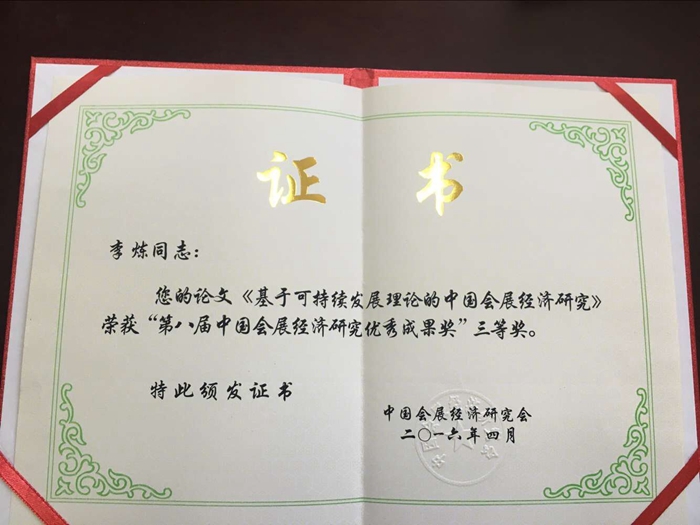 证书
李炼同志：
您的论文《基于可持续发展理论的中国会展经济研究》
荣获“第八届中国会展经济研究优秀成果奖”三等奖。
特此颁发证书
中国会展经济研究会
二〇一六年四月